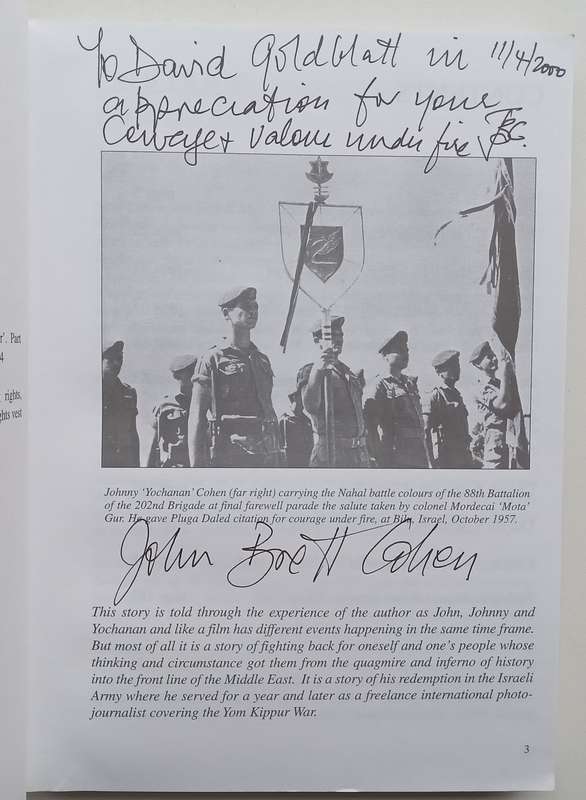 To David Goldblatt in 11/4/2000
appreciation for your
Courage + Valour under fire JBC.
r'. Part
4
rights,
ghts vest
Johnny 'Yochanan' Cohen (far right) carrying the Nahal battle colours of the 88th Battalion
of the 202nd Brigade at final farewell parade the salute taken by colonel Mordecai 'Mota'
Gur. He gave Pluga Daled citation for courage under fire, at Bilu, Israel, October 1957.
John Brett Cohen
This story is told through the experience of the author as John, Johnny and
Yochanan and like a film has different events happening in the same time frame.
But most of all it is a story of fighting back for oneself and one's people whose
thinking and circumstance got them from the quagmire and inferno of history
into the front line of the Middle East. It is a story of his redemption in the Israeli
Army where he served for a year and later as a freelance international photo-
journalist covering the Yom Kippur War.
3